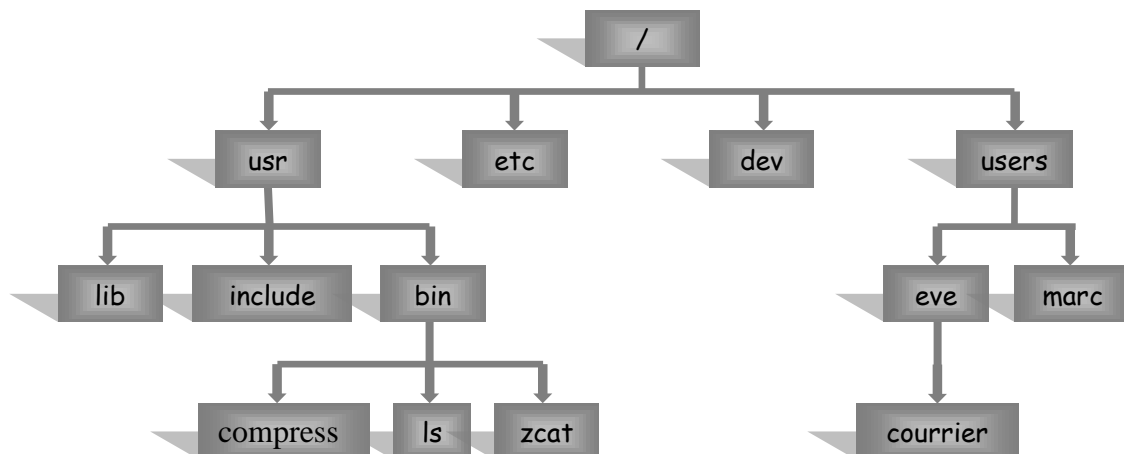 /
usr
etc
dev
users
lib
include
bin
eve
marc
compress
ls
zcat
courrier